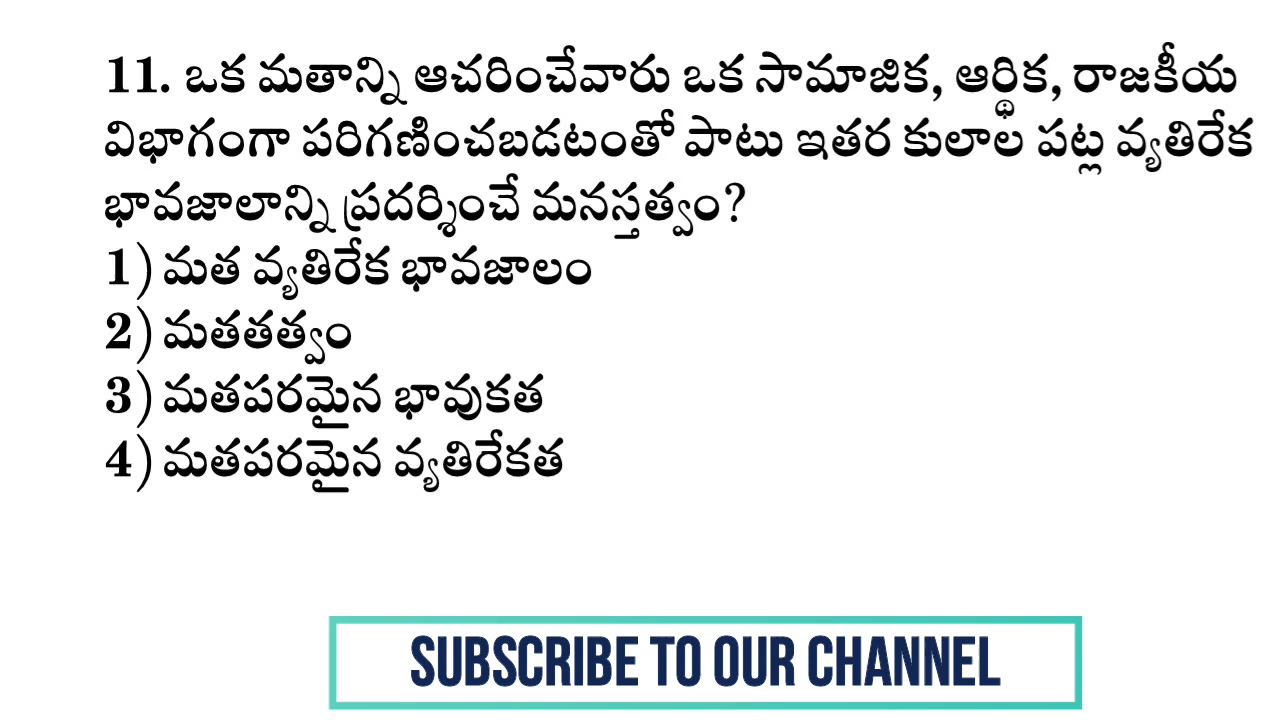 11. ఒక మతాన్ని ఆచరించేవారు ఒక సామాజిక, ఆర్థిక, రాజకీయ
విభాగంగా పరిగణించబడటంతో పాటు ఇతర కులాల పట్ల వ్యతిరేక
భావజాలాన్ని ప్రదర్శించే మనస్తత్వం?
1) మత వ్యతిరేక భావజాలం
2) మతతత్వం
3) మతపరమైన భావుకత
4) మతపరమైన వ్యతిరేకత
SUBSCRIBE TO OUR CHANNEL